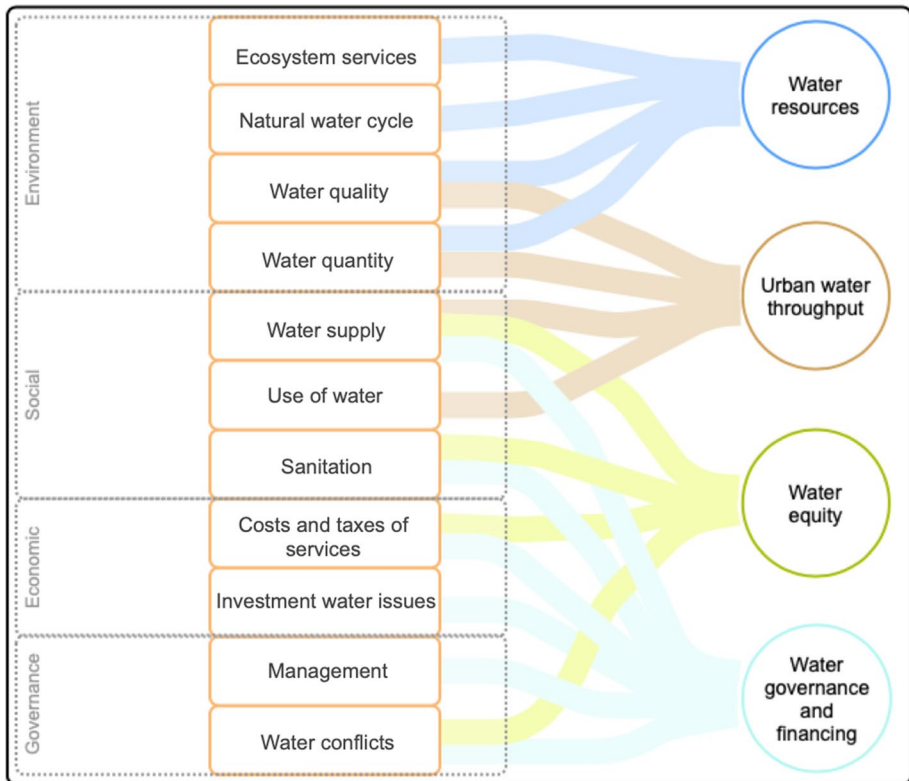 Environment
Ecosystem services
Natural water cycle
Water quality
Water quantity
Social
Water supply
Use of water
Sanitation
Economic
Costs and taxes of
services
Investment water issues
Governance
Management
Water conflicts
Water
resources
Urban water
throughput
Water
equity
Water
governance
and
financing